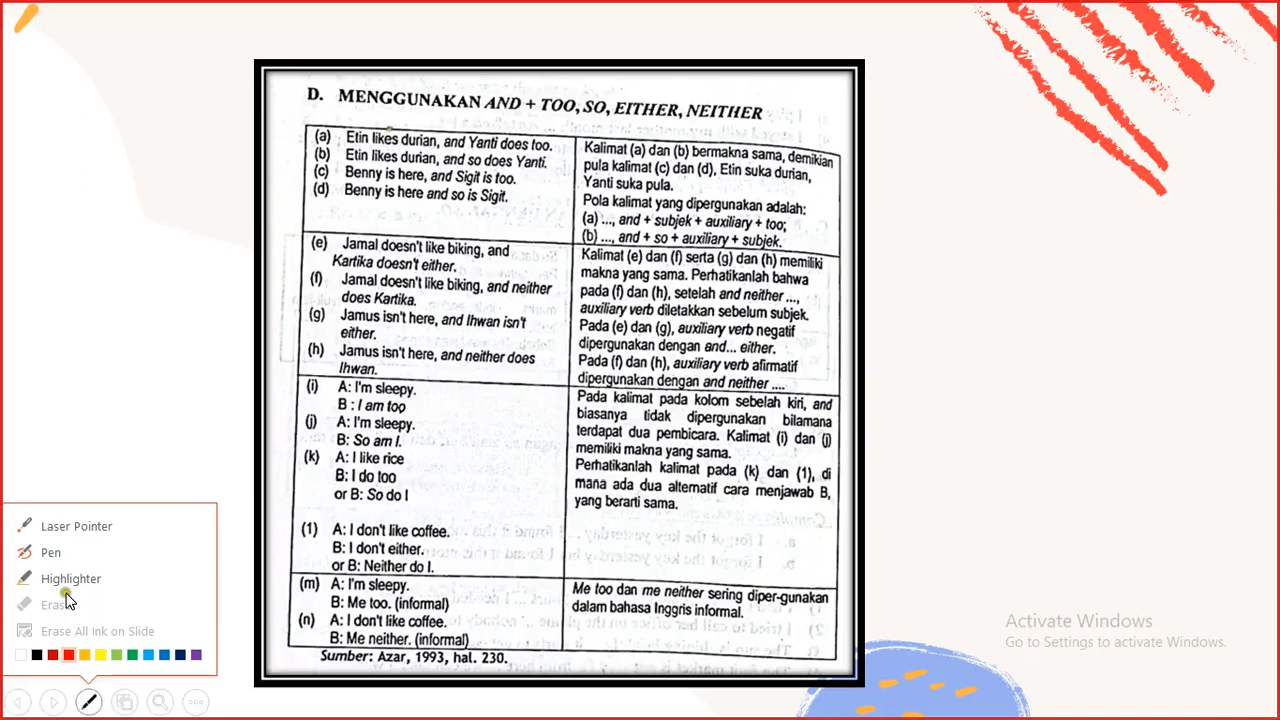 D. MENGGUNAKAN AND + TOO, SO, EITHER, NEITHER
(a) Etin likes durian, and Yanti does too.
(b) Etin likes durian, and so does Yanti.
(c) Benny is here, and Sigit is too.
(d) Benny is here and so is Sigit.
Kalimat (a) dan (b) bermakna sama, demikian
pula kalimat (c) dan (d), Etin suka durian,
Yanti suka pula.
Pola kalimat yang dipergunakan adalah:
(a) ..., and + subjek + auxiliary + too;
(b) ..., and + so + auxiliary + subjek.
(e) Jamal doesn't like biking, and
Kartika doesn't either.
(f) Jamal doesn't like biking, and neither
does Kartika.
(g) Jamus isn't here, and Ihwan isn't
either.
(h) Jamus isn't here, and neither does
Ihwan.
Kalimat (e) dan (f) serta (g) dan (h) memiliki
makna yang sama. Perhatikanlah bahwa
pada (f) dan (h), setelah and neither ...,
auxiliary verb diletakkan sebelum subjek.
Pada (e) dan (g), auxiliary verb negatif
dipergunakan dengan and... either.
Pada (f) dan (h), auxiliary verb afirmatif
dipergunakan dengan and neither ....
(i) A: I'm sleepy.
B : I am too
(j) A: I'm sleepy.
B: So am I.
(k) A: I like rice
B: I do too
or B: So do I
(1) A: I don't like coffee.
B: I don't either.
or B: Neither do I.
Pada kalimat pada kolom sebelah kiri, and
biasanya tidak dipergunakan bilamana
terdapat dua pembicara. Kalimat (i) dan (j)
memiliki makna yang sama.
Perhatikanlah kalimat pada (k) dan (1), di
mana ada dua alternatif cara menjawab B,
yang berarti sama.
(m) A: I'm sleepy.
B: Me too. (informal)
(n) A: I don't like coffee.
B: Me neither. (informal)
Me too dan me neither sering diper-gunakan
dalam bahasa Inggris informal.
Sumber: Azar, 1993, hal. 230.
Laser Pointer
Pen
Highlighter
Erase All Ink on Slide
Activate Windows
Go to Settings to activate Windows.